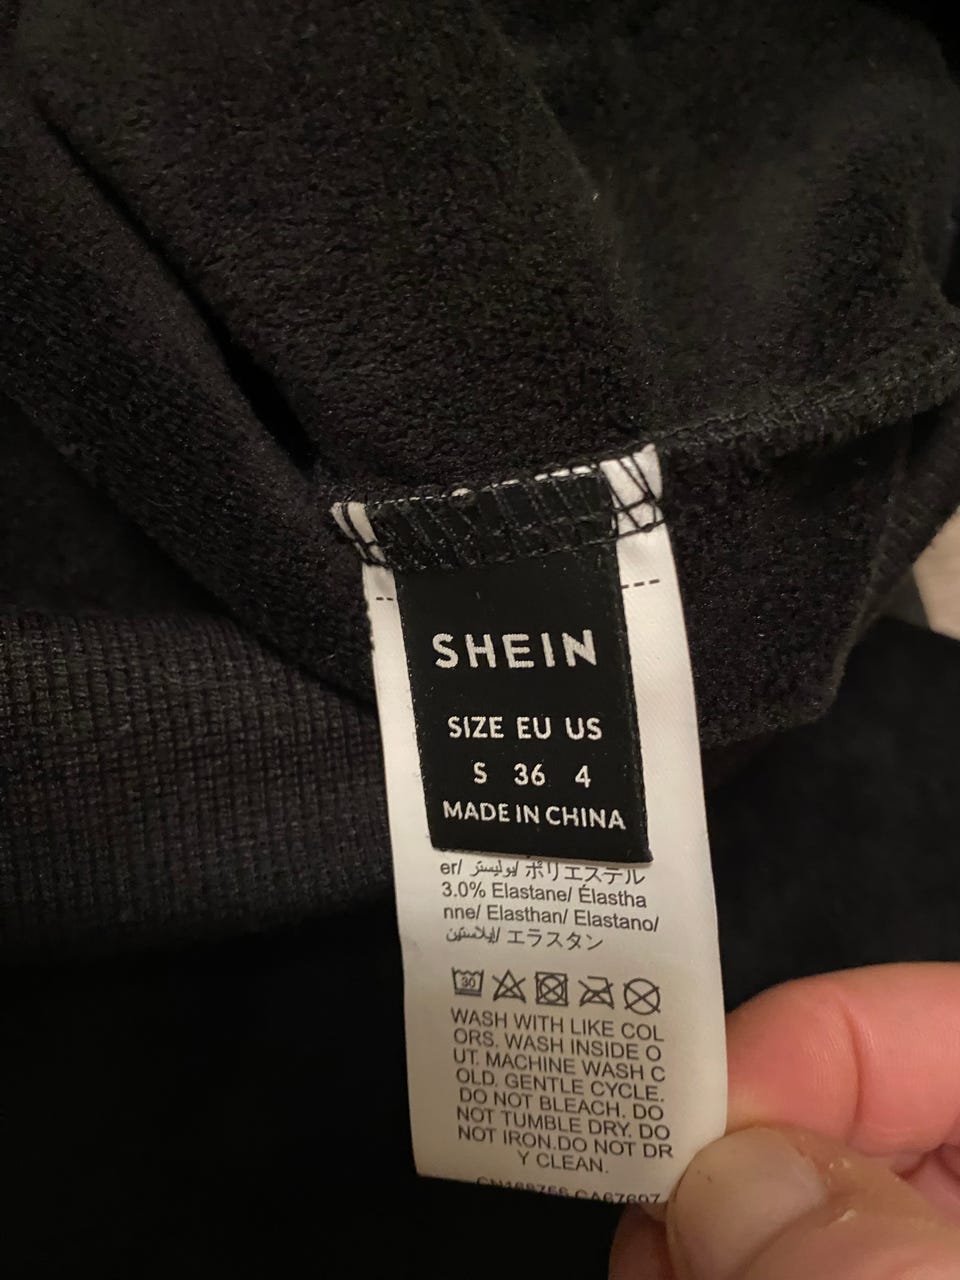 SHEIN
SIZE EU US
S 36 4
MADE IN CHINA
er/ بوليستر/ ポリエステル
3.0% Elastane/ Élastha
nne/ Elasthan/ Elastano/
إيلاستين/ エラスタン
30
WASH WITH LIKE COL
ORS. WASH INSIDE O
UT. MACHINE WASH C
OLD. GENTLE CYCLE.
DO NOT BLEACH. DO
NOT TUMBLE DRY. DO
NOT IRON.DO NOT DR
Y CLEAN.